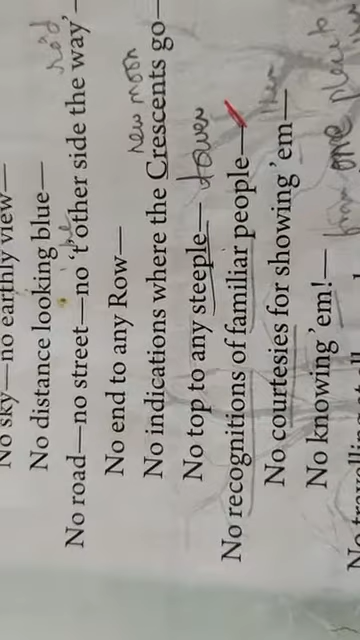 No sky—no earthly view—
No distance looking blue—
road
No road—no street—no 't'other side the way'—
No end to any Row—
new moon
No indications where the Crescents go—
No top to any steeple— tower
No recognitions of familiar people—
No courtesies for showing 'em—
No knowing 'em!— from one place